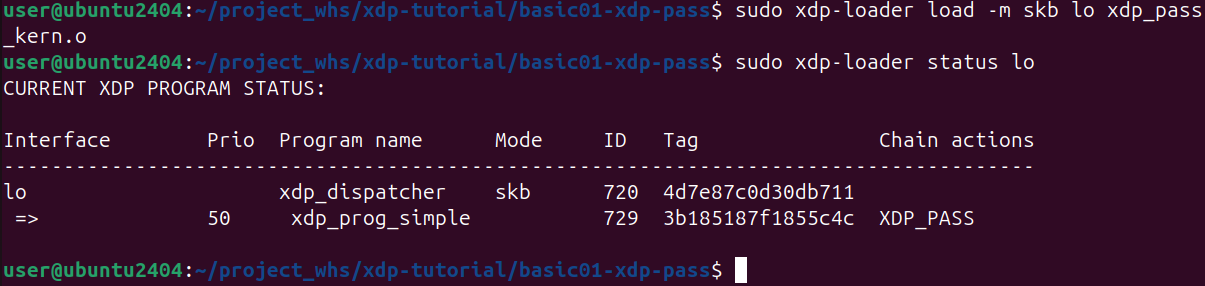 user@ubuntu2404:~/project_whs/xdp-tutorial/basic01-xdp-pass$ sudo xdp-loader load -m skb lo xdp_pass
_kern.o
user@ubuntu2404:~/project_whs/xdp-tutorial/basic01-xdp-pass$ sudo xdp-loader status lo
CURRENT XDP PROGRAM STATUS:
Interface        Prio  Program name      Mode     ID   Tag               Chain actions
--------------------------------------------------------------------------------------
lo                     xdp_dispatcher    skb      720  4d7e87c0d30db711
 =>              50     xdp_prog_simple           729  3b185187f1855c4c  XDP_PASS
user@ubuntu2404:~/project_whs/xdp-tutorial/basic01-xdp-pass$